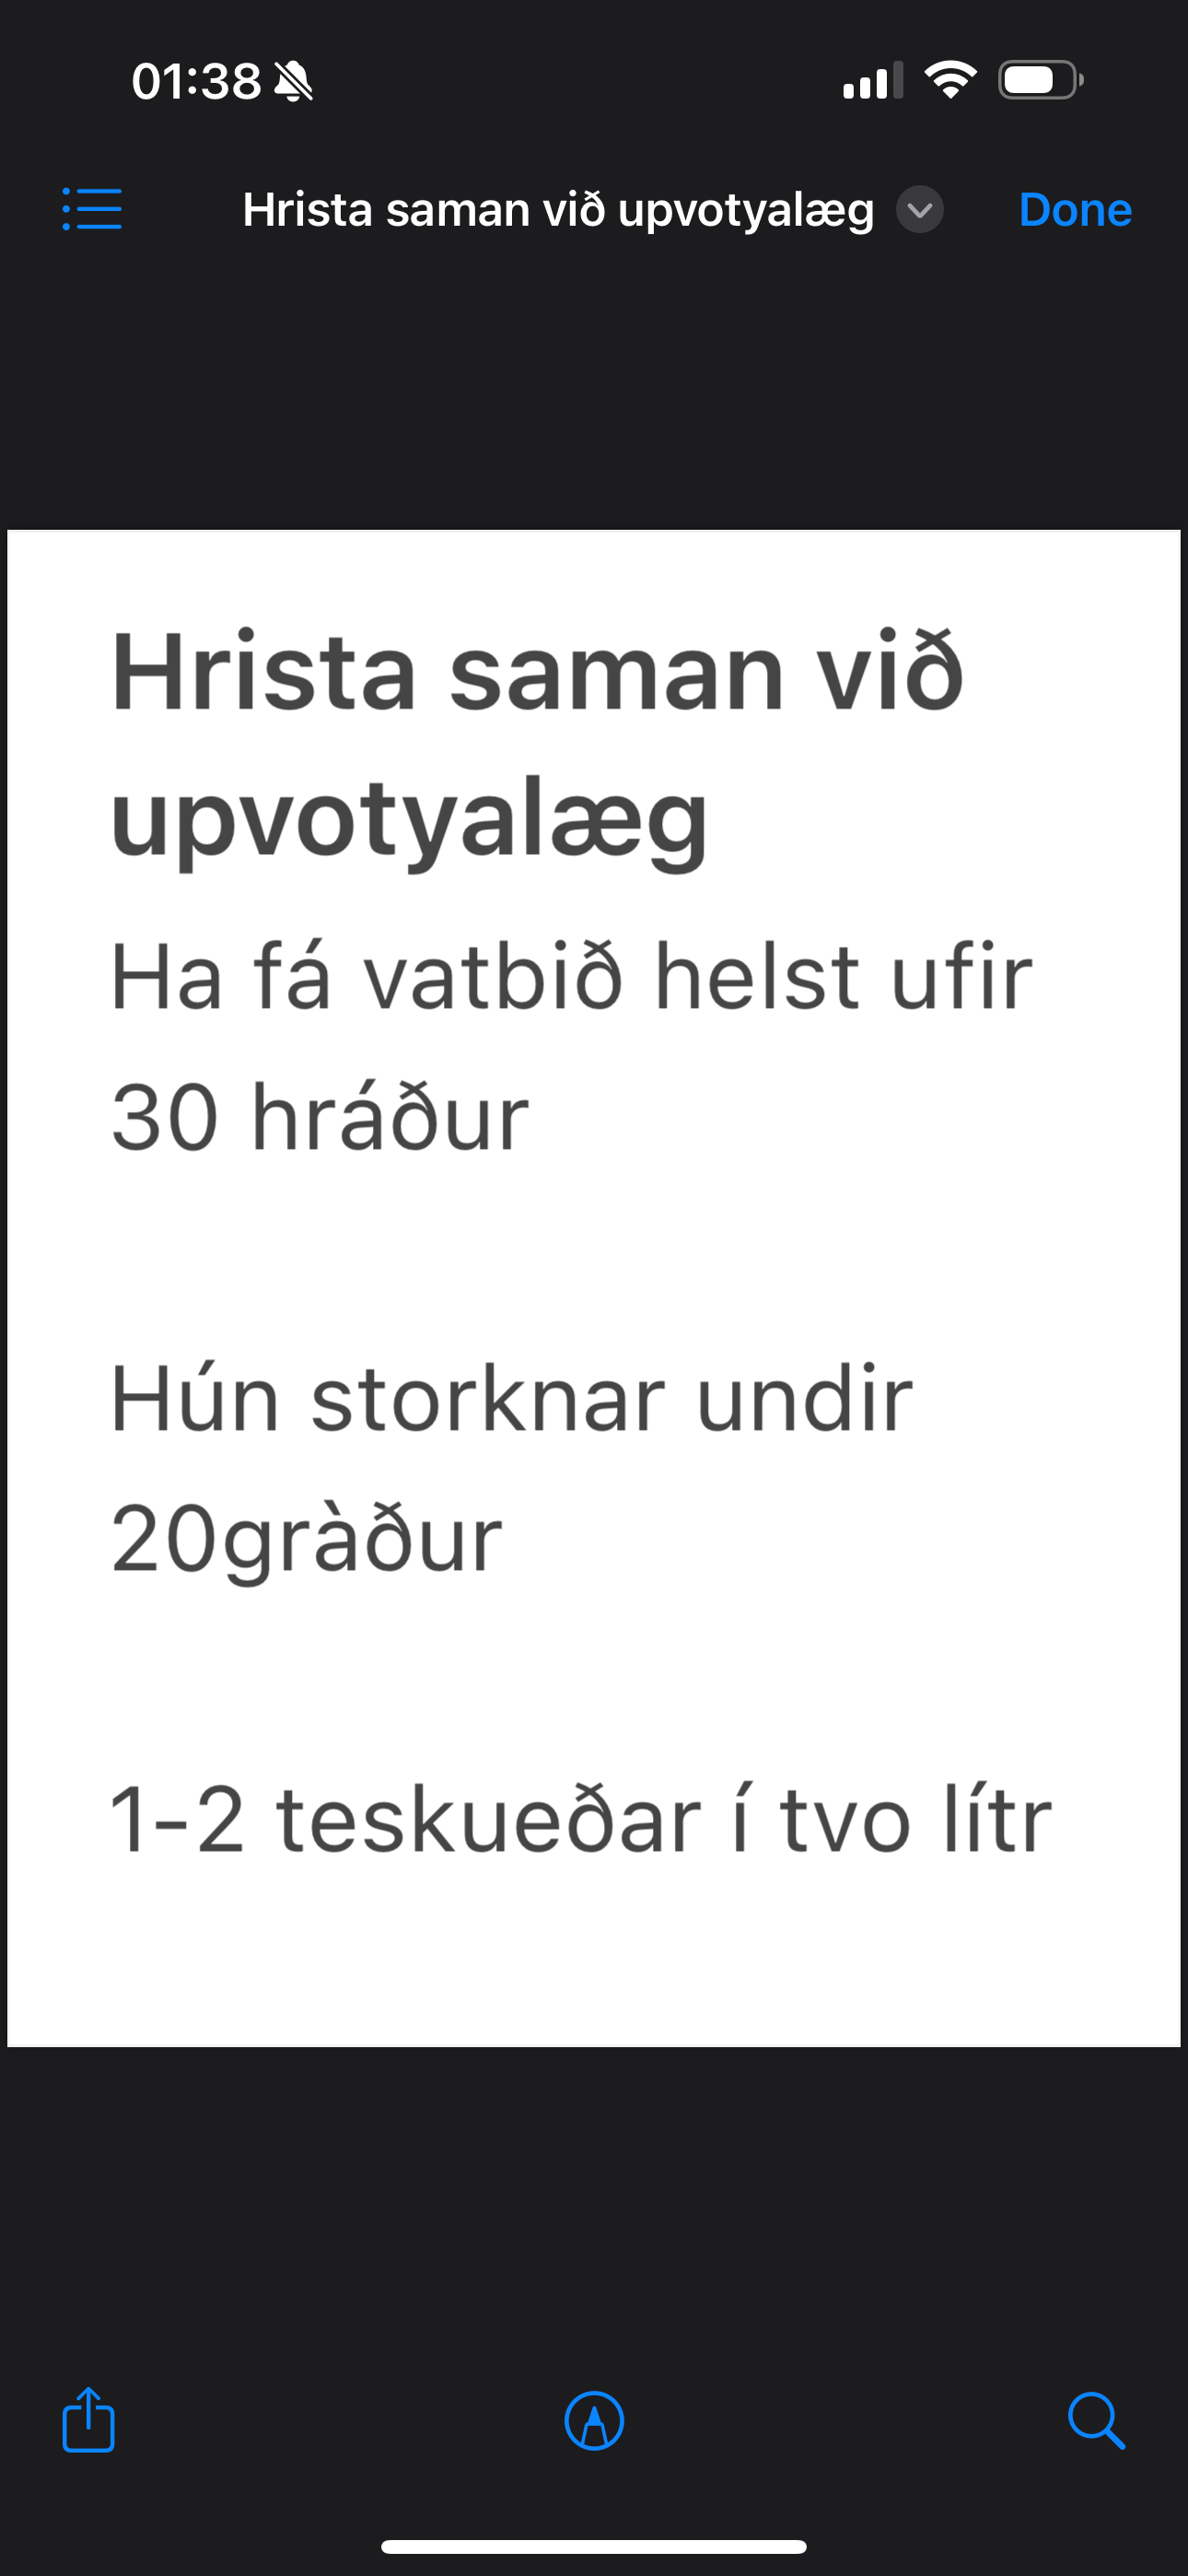 01:38
Hrista saman við upvotyalæg
Done
Hrista saman við
upvotyalæg
Ha fá vatbið helst ufir
30 hráður
Hún storknar undir
20gràður
1-2 teskueðar í tvo lítr